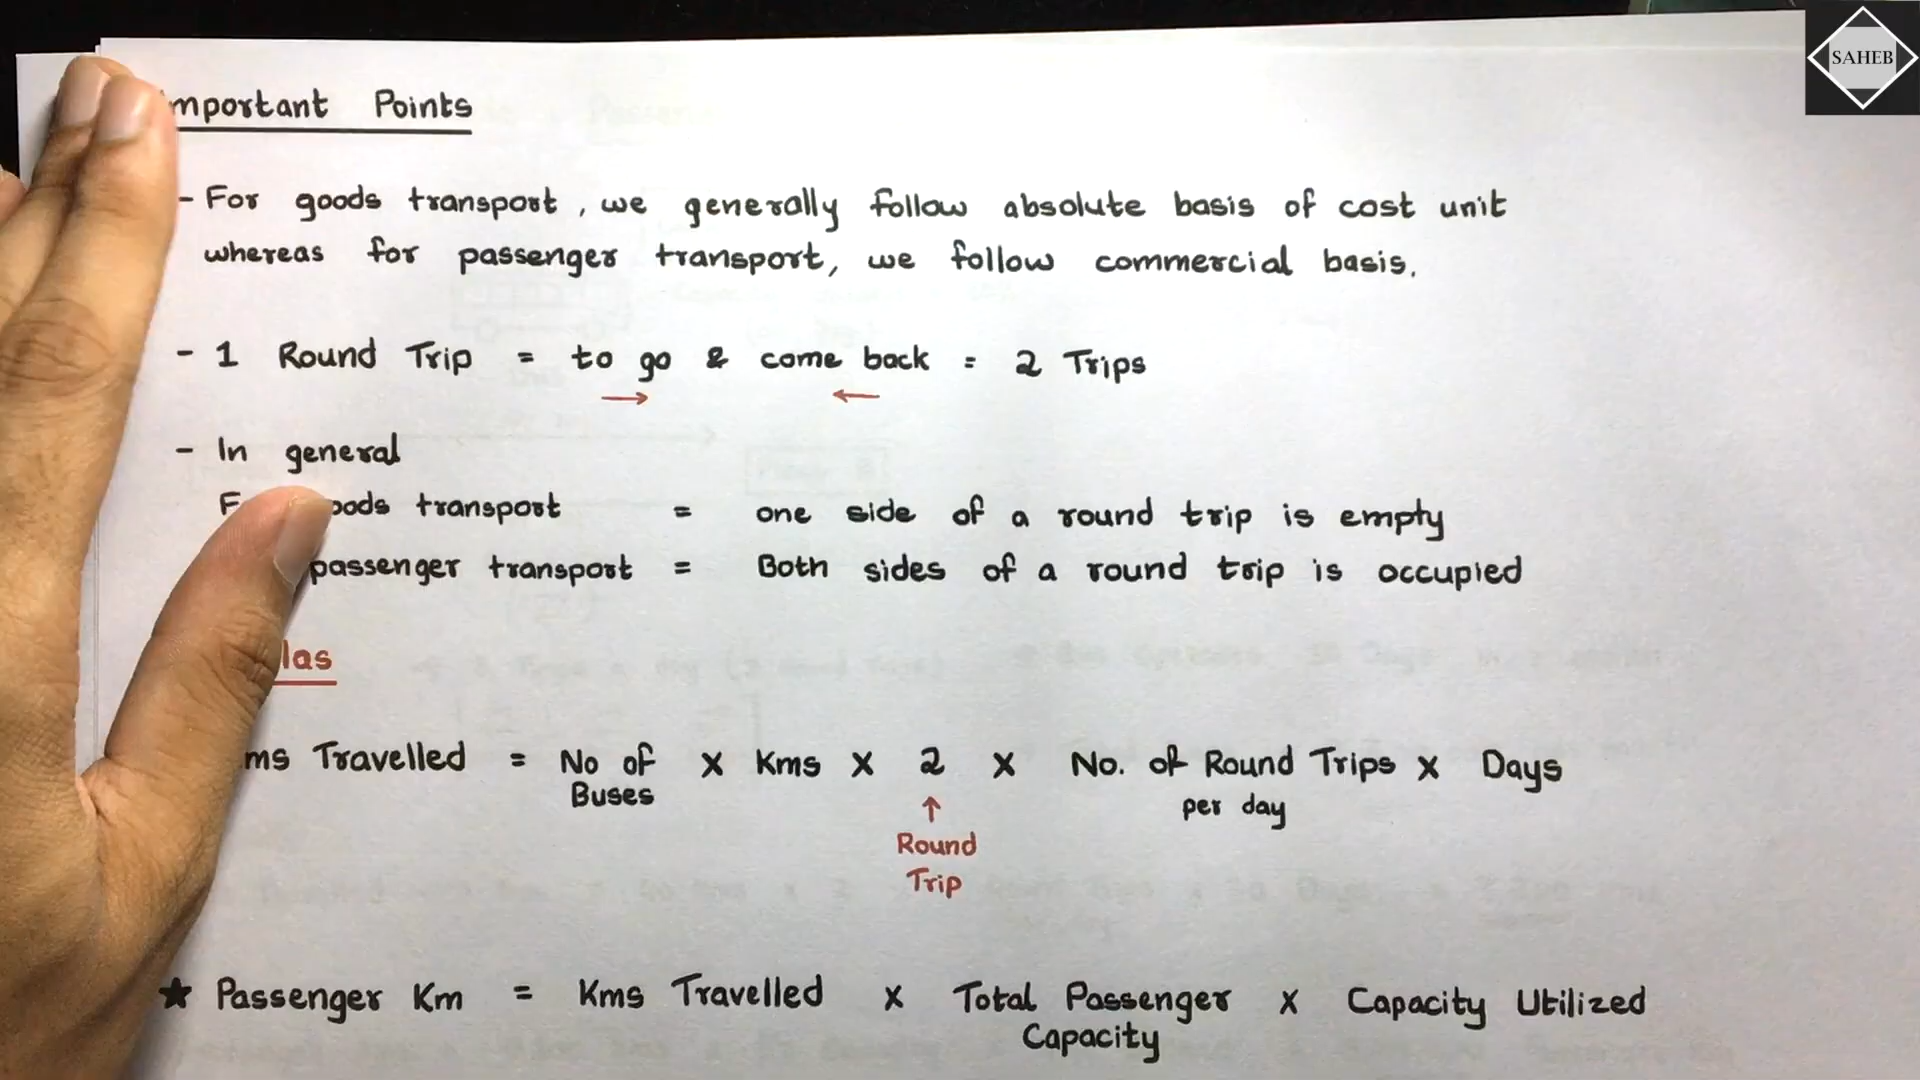 SAHEB
Important Points
- For goods transport, we generally follow absolute basis of cost unit
whereas for passenger transport, we follow commercial basis.
- 1 Round Trip = to go & come back = 2 Trips
- In general
transport = one side of a round trip is empty
passenger transport = Both sides of a round trip is occupied
las
ms Travelled = No of Buses x Kms x 2 x No. of Round Trips per day x Days
↑
Round
Trip
★ Passenger Km = Kms Travelled x Total Passenger Capacity x Capacity Utilized